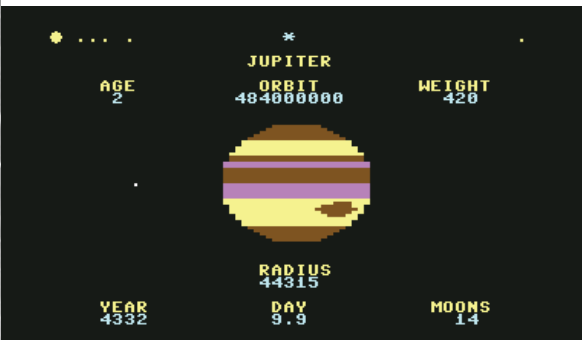 JUPITER
AGE ORBIT WEIGHT
2 484000000 420
RADIUS
44315
YEAR DAY MOONS
4332 9.9 14